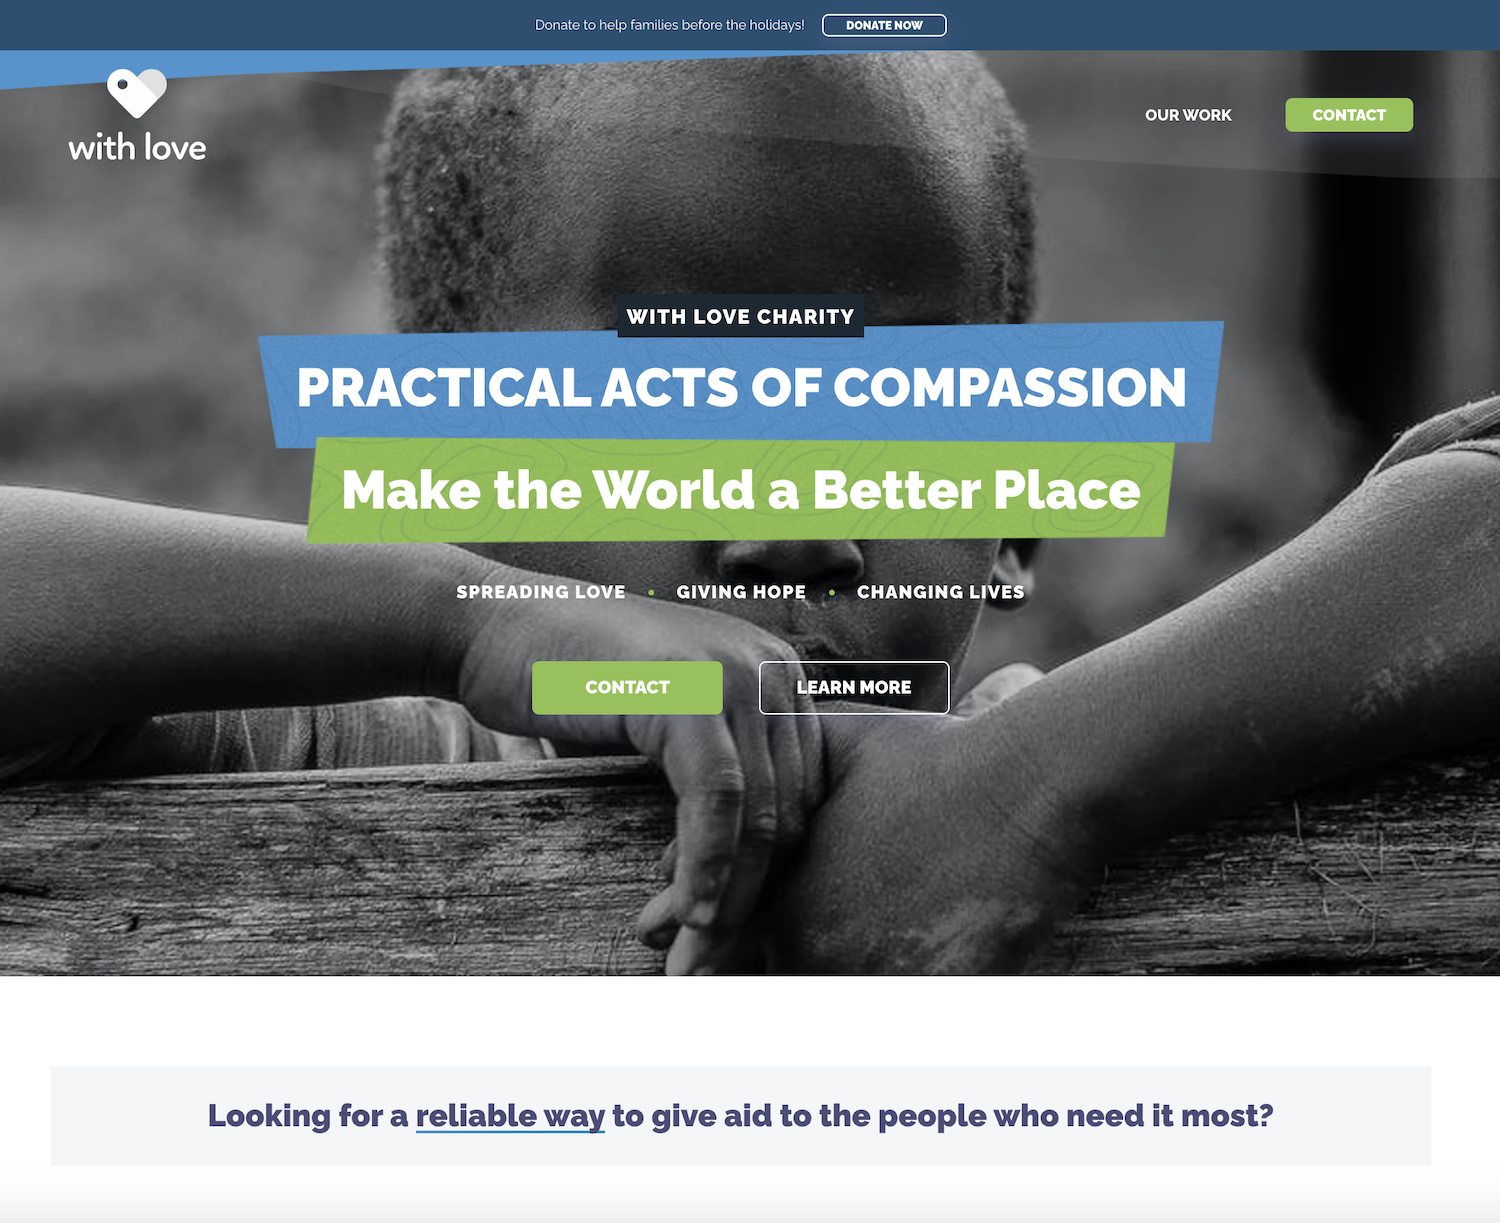 Donate to help families before the holidays!
DONATE NOW
with love
OUR WORK
CONTACT
WITH LOVE CHARITY
PRACTICAL ACTS OF COMPASSION
Make the World a Better Place
SPREADING LOVE • GIVING HOPE • CHANGING LIVES
CONTACT
LEARN MORE
Looking for a reliable way to give aid to the people who need it most?